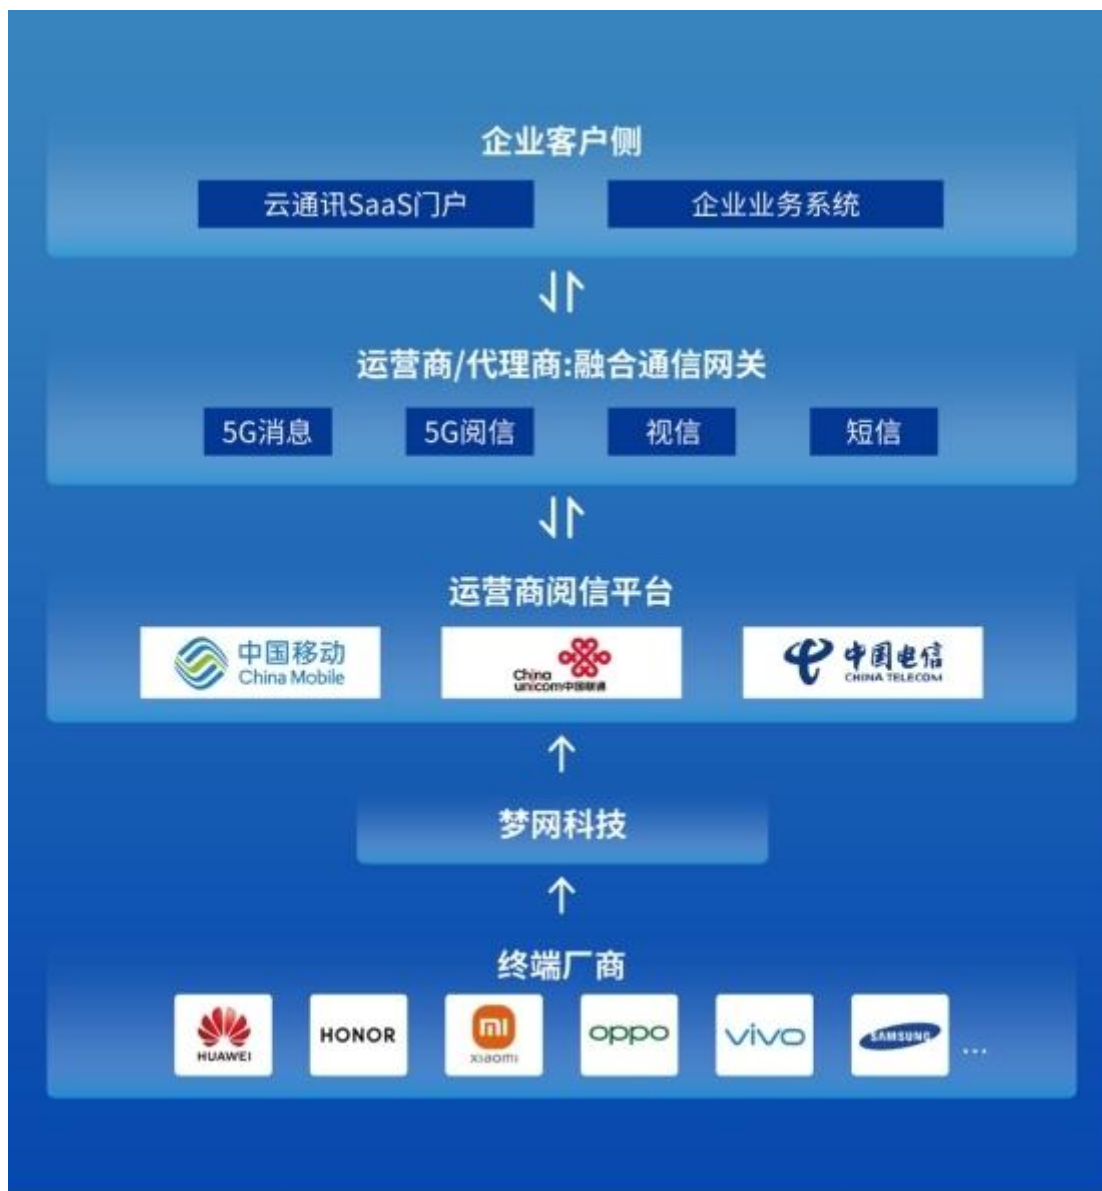 企业客户侧
云通讯SaaS门户 企业业务系统
运营商/代理商:融合通信网关
5G消息 5G阅信 视信 短信
运营商阅信平台
中国移动
China Mobile
China
unicom中国联通
中国电信
CHINA TELECOM
梦网科技
终端厂商
HUAWEI
HONOR
xiaomi
oppo
vivo
SAMSUNG
...